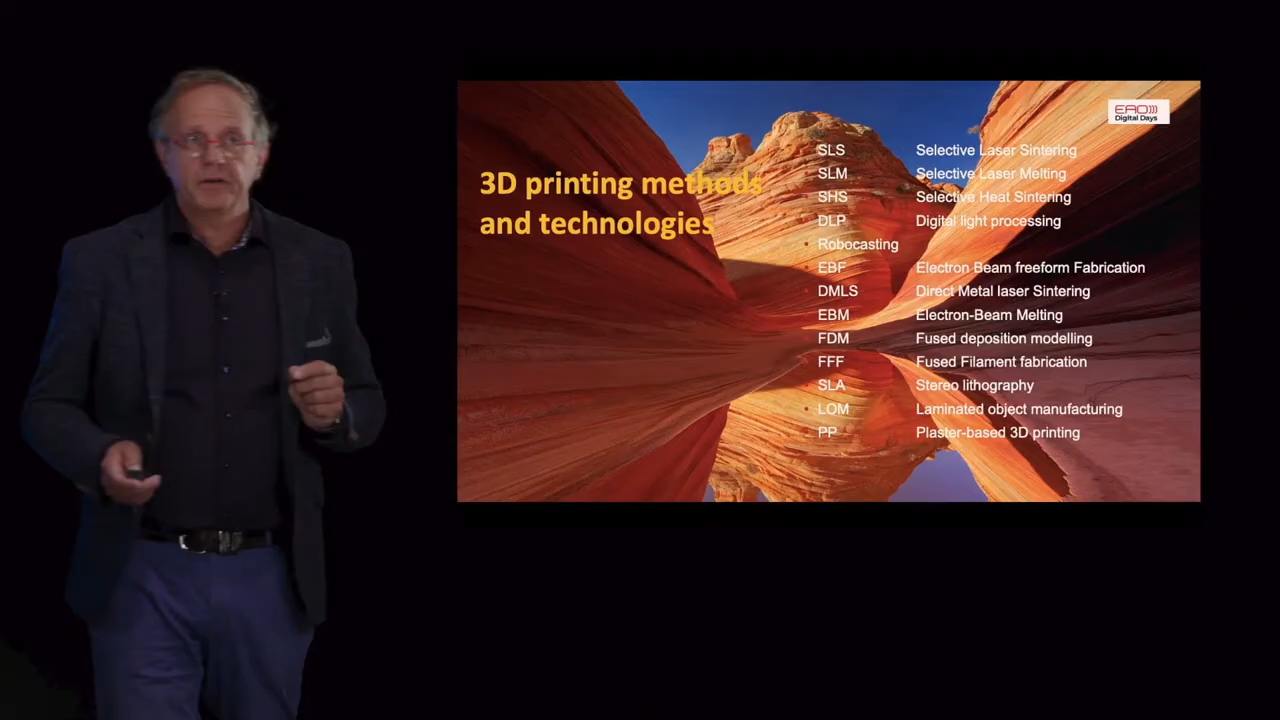 EAO)))
Digital Days
3D printing methods
and technologies
SLS Selective Laser Sintering
SLM Selective Laser Melting
SHS Selective Heat Sintering
DLP Digital light processing
• Robocasting
• EBF Electron Beam freeform Fabrication
• DMLS Direct Metal laser Sintering
• EBM Electron-Beam Melting
• FDM Fused deposition modelling
• FFF Fused Filament fabrication
• SLA Stereo lithography
• LOM Laminated object manufacturing
• PP Plaster-based 3D printing